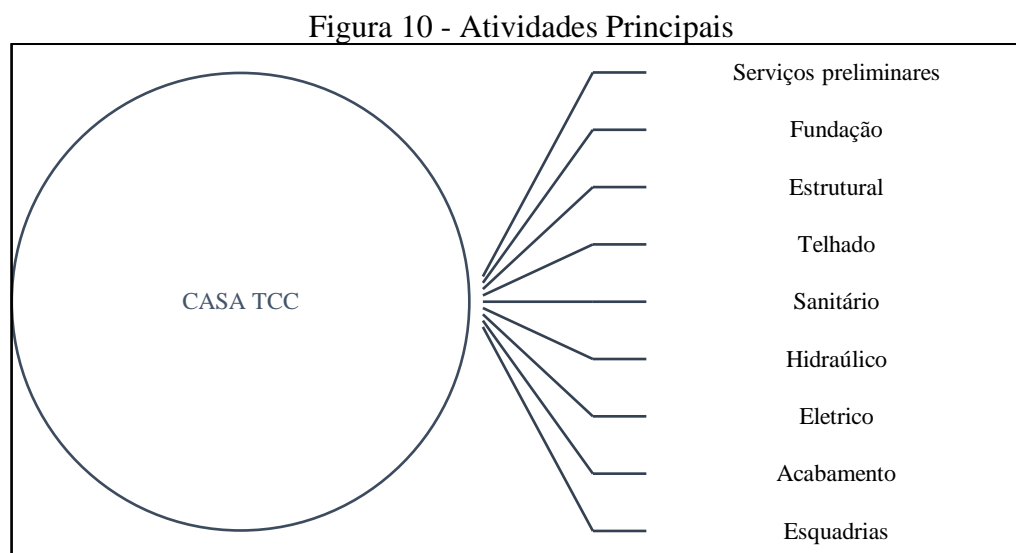 Figura 10 - Atividades Principais
CASA TCC
Serviços preliminares
Fundação
Estrutural
Telhado
Sanitário
Hidraúlico
Eletrico
Acabamento
Esquadrias